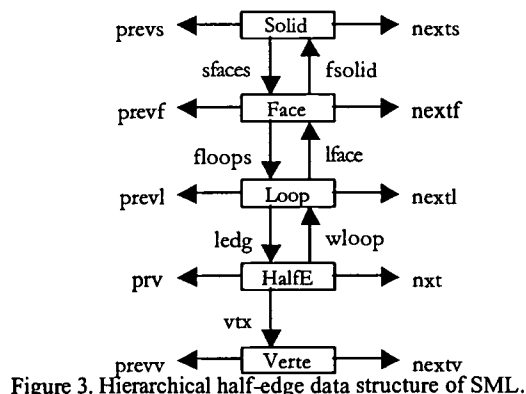 prevs Solid nexts
sfaces fsolid
prevf Face nextf
floops lface
prevl Loop nextl
ledg wloop
prv HalfE nxt
vtx
prevv Verte nextv
Figure 3. Hierarchical half-edge data structure of SML.